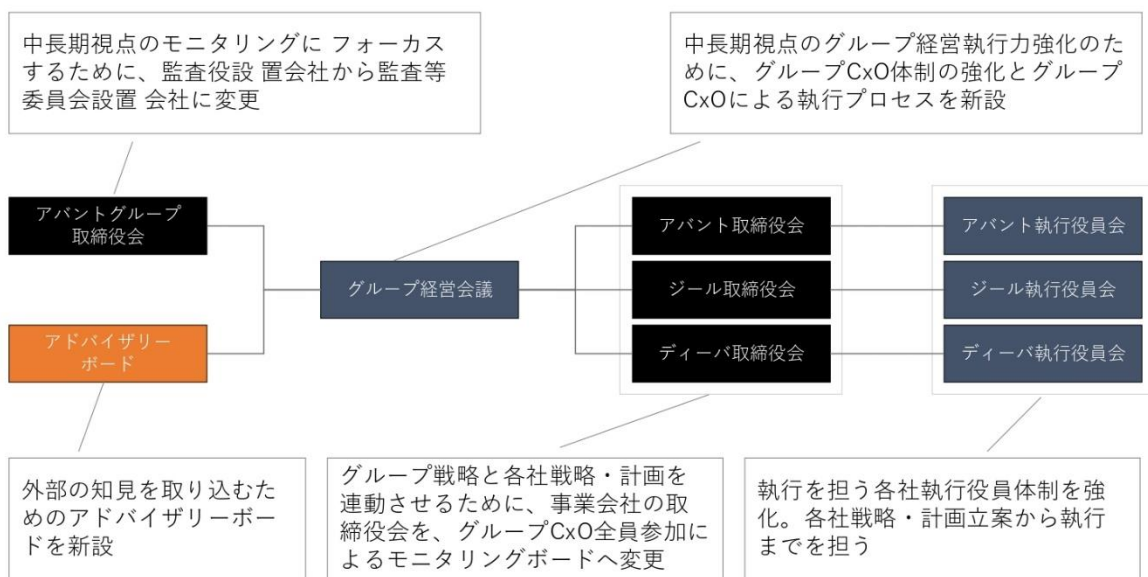 中長期視点のモニタリングに フォーカス
するために、監査役設 置会社から監査等
委員会設置 会社に変更
中長期視点のグループ経営執行力強化のた
めに、グループCxO体制の強化とグループ
CxOによる執行プロセスを新設
アバントグループ
取締役会
アドバイザリー
ボード
グループ経営会議
アバント取締役会
ジール取締役会
ディーバ取締役会
アバント執行役員会
ジール執行役員会
ディーバ執行役員会
外部の知見を取り込むた
めのアドバイザリーボー
ドを新設
グループ戦略と各社戦略・計画を
連動させるために、事業会社の取
締役会を、グループCxO全員参加に
よるモニタリングボードへ変更
執行を担う各社執行役員体制を強
化。各社戦略・計画立案から執行
までを担う